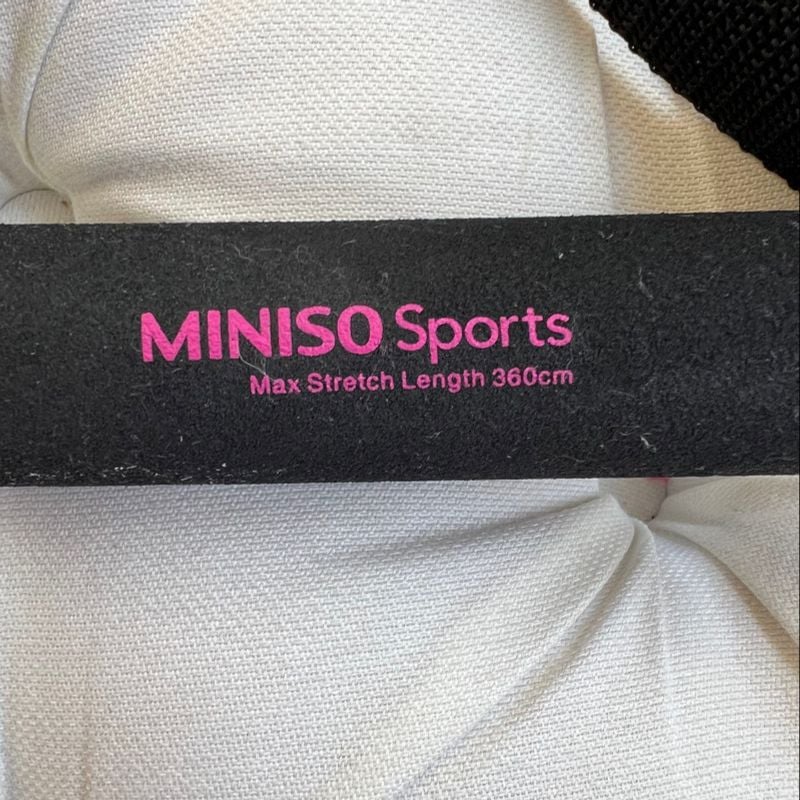 MINISO Sports
Max Stretch Length 360cm